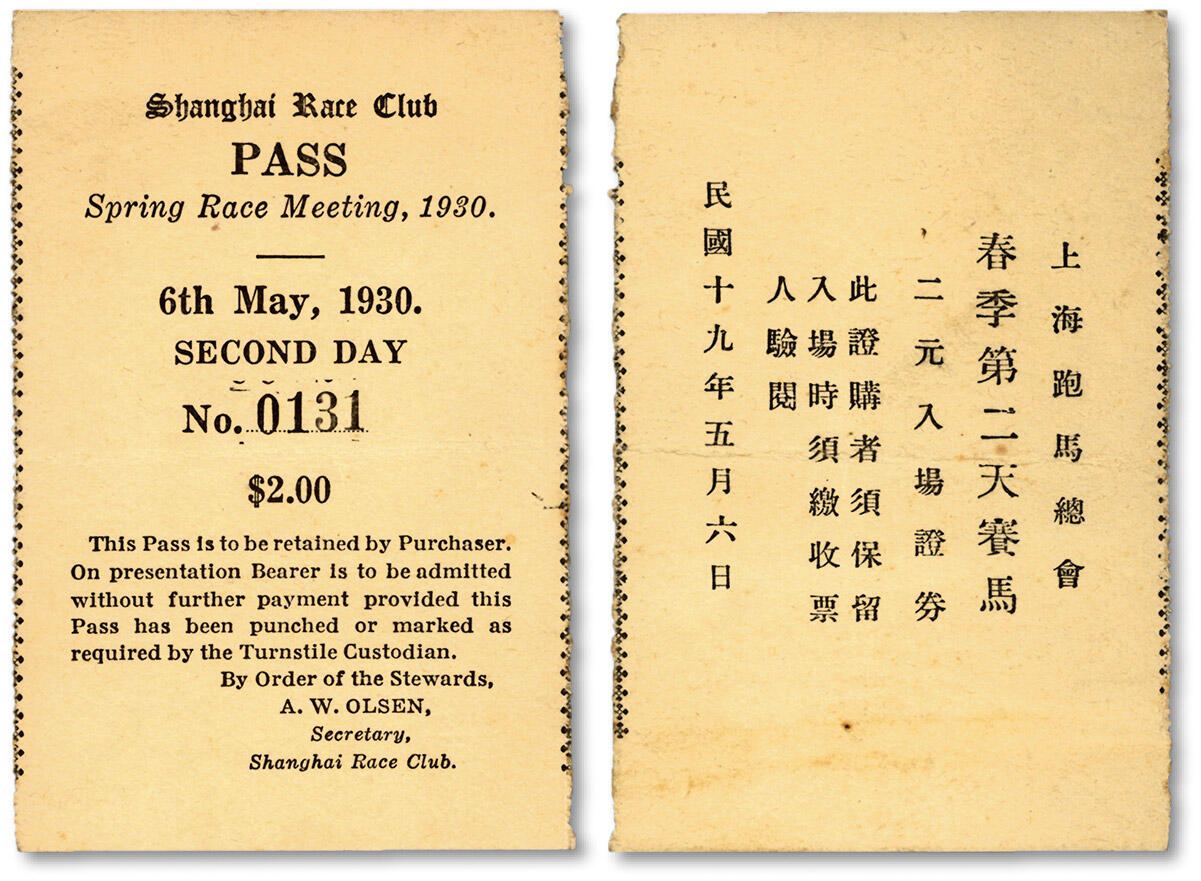 Shanghai Race Club
PASS
Spring Race Meeting, 1930.
6th May, 1930.
SECOND DAY
No. 0131
$2.00
This Pass is to be retained by Purchaser.
On presentation Bearer is to be admitted
without further payment provided this
Pass has been punched or marked as
required by the Turnstile Custodian.
By Order of the Stewards,
A. W. OLSEN,
Secretary,
Shanghai Race Club.
上海跑馬總會
春季第二天賽馬
二元入場證券
此證購者須保留
入場時須繳收票
人驗閱
民國十九年五月六日